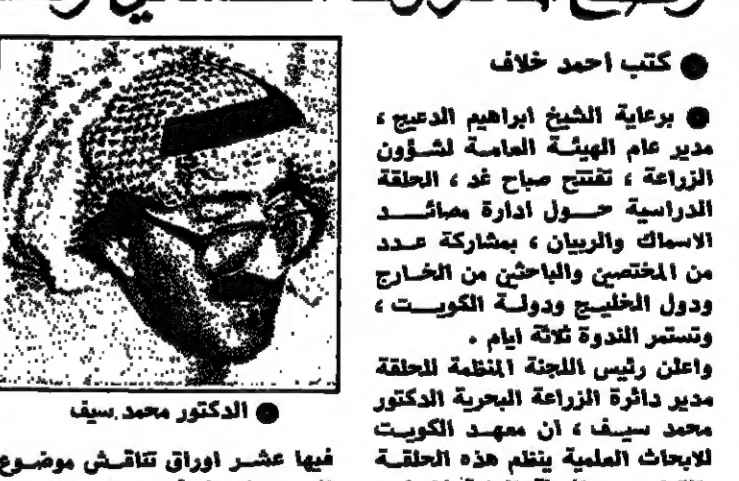 كتب احمد خلاف
برعاية الشيخ ابراهيم الدعيج ،
مدير عام الهيئة العامة لشؤون
الزراعة ، تفتتح صباح غد ، الحلقة
الدراسية حول ادارة مصائد
الاسماك والربيان ، بمشاركة عدد
من المختصين والباحثين من الخارج
ودول الخليج ودولة الكويت ،
وتستمر الندوة ثلاثة ايام .
واعلن رئيس اللجنة المنظمة للحلقة
مدير دائرة الزراعة البحرية الدكتور
محمد سيف ، ان معهد الكويت
للابحاث العلمية ينظم هذه الحلقة
الدكتور محمد سيف
فيها عشر اوراق تناقش موضوع